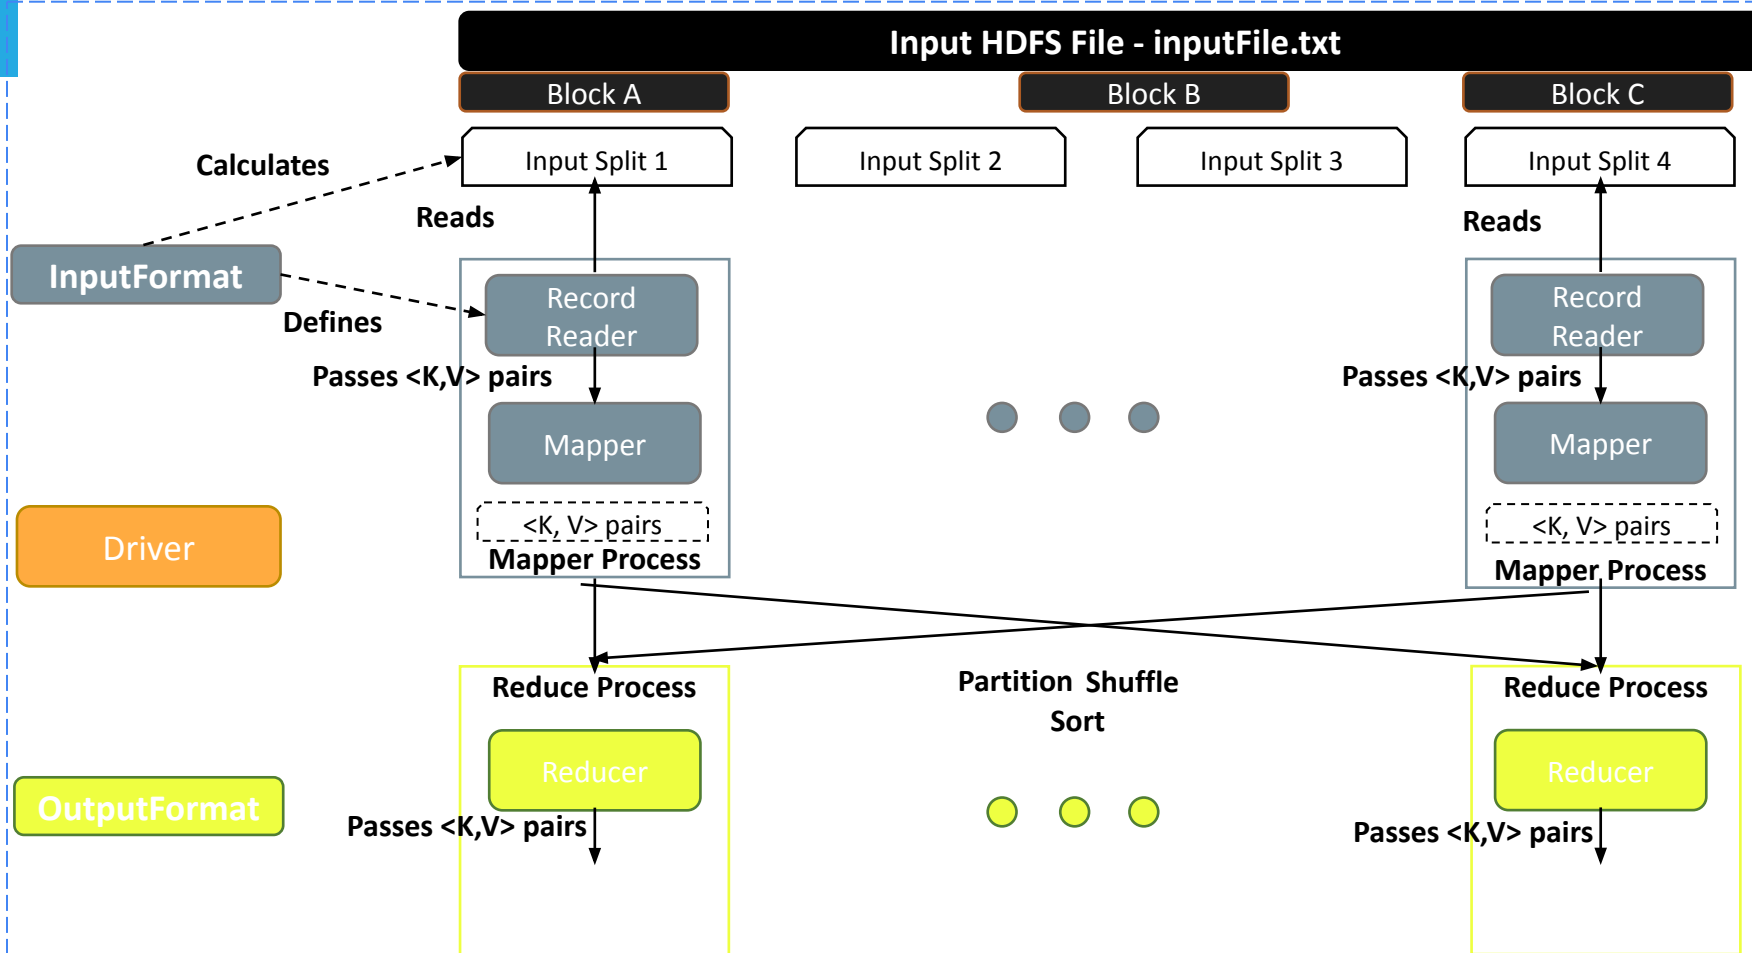 Input HDFS File - inputFile.txt
Block A
Block B
Block C
Input Split 1
Input Split 2
Input Split 3
Input Split 4
Calculates
Reads
Reads
InputFormat
Defines
Record
Reader
Record
Reader
Passes <K,V> pairs
Passes <K,V> pairs
Mapper
Mapper
<K, V> pairs
<K, V> pairs
Driver
Mapper Process
Mapper Process
Reduce Process
Partition Shuffle
Sort
Reduce Process
Reducer
Reducer
OutputFormat
Passes <K,V> pairs
Passes <K,V> pairs